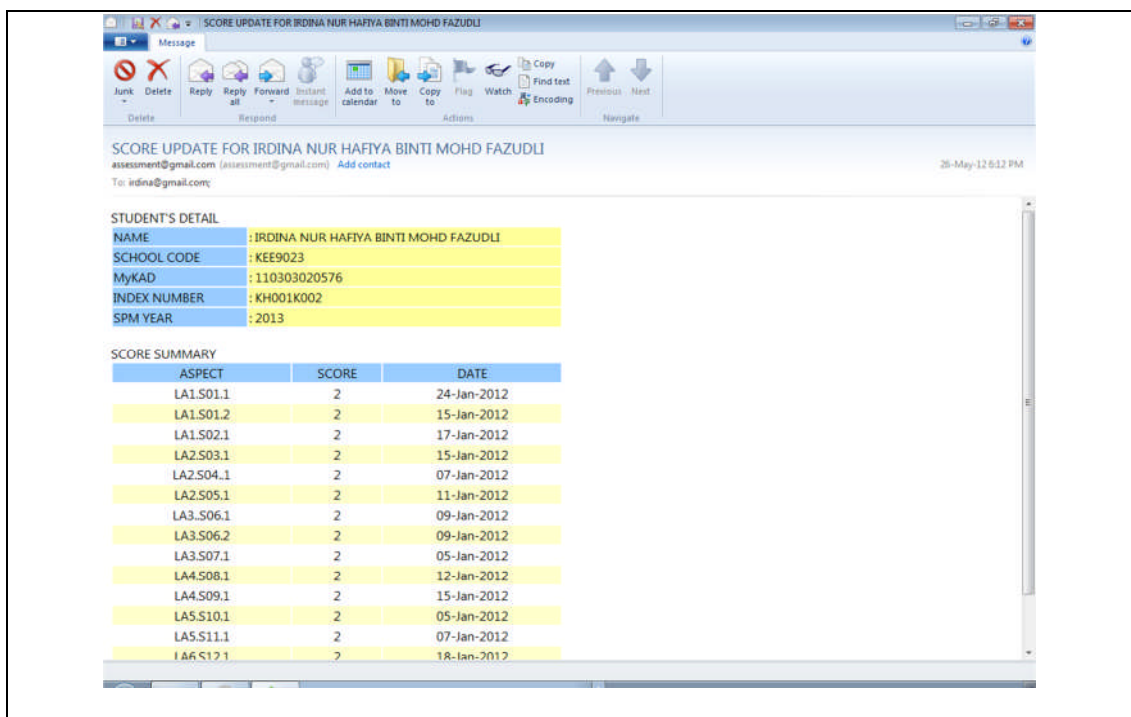 SCORE UPDATE FOR IRDINA NUR HAFIYA BINTI MOHD FAZUDLI
Message
Junk Delete Reply Reply all Forward Instant message Add to calendar Move to Copy to Flag Watch Copy Find text Encoding Previous Next
Delete Respond Actions Navigate
SCORE UPDATE FOR IRDINA NUR HAFIYA BINTI MOHD FAZUDLI
assessment@gmail.com (assessment@gmail.com) Add contact
26-May-12 6:12 PM
To: irdina@gmail.com;
STUDENT'S DETAIL
NAME : IRDINA NUR HAFIYA BINTI MOHD FAZUDLI
SCHOOL CODE : KEE9023
MyKAD : 110303020576
INDEX NUMBER : KH001K002
SPM YEAR : 2013
SCORE SUMMARY
ASPECT SCORE DATE
LA1.S01.1 2 24-Jan-2012
LA1.S01.2 2 15-Jan-2012
LA1.S02.1 2 17-Jan-2012
LA2.S03.1 2 15-Jan-2012
LA2.S04..1 2 07-Jan-2012
LA2.S05.1 2 11-Jan-2012
LA3..S06.1 2 09-Jan-2012
LA3.S06.2 2 09-Jan-2012
LA3.S07.1 2 05-Jan-2012
LA4.S08.1 2 12-Jan-2012
LA4.S09.1 2 15-Jan-2012
LA5.S10.1 2 05-Jan-2012
LA5.S11.1 2 07-Jan-2012
LA6.S12.1 2 18-Jan-2012